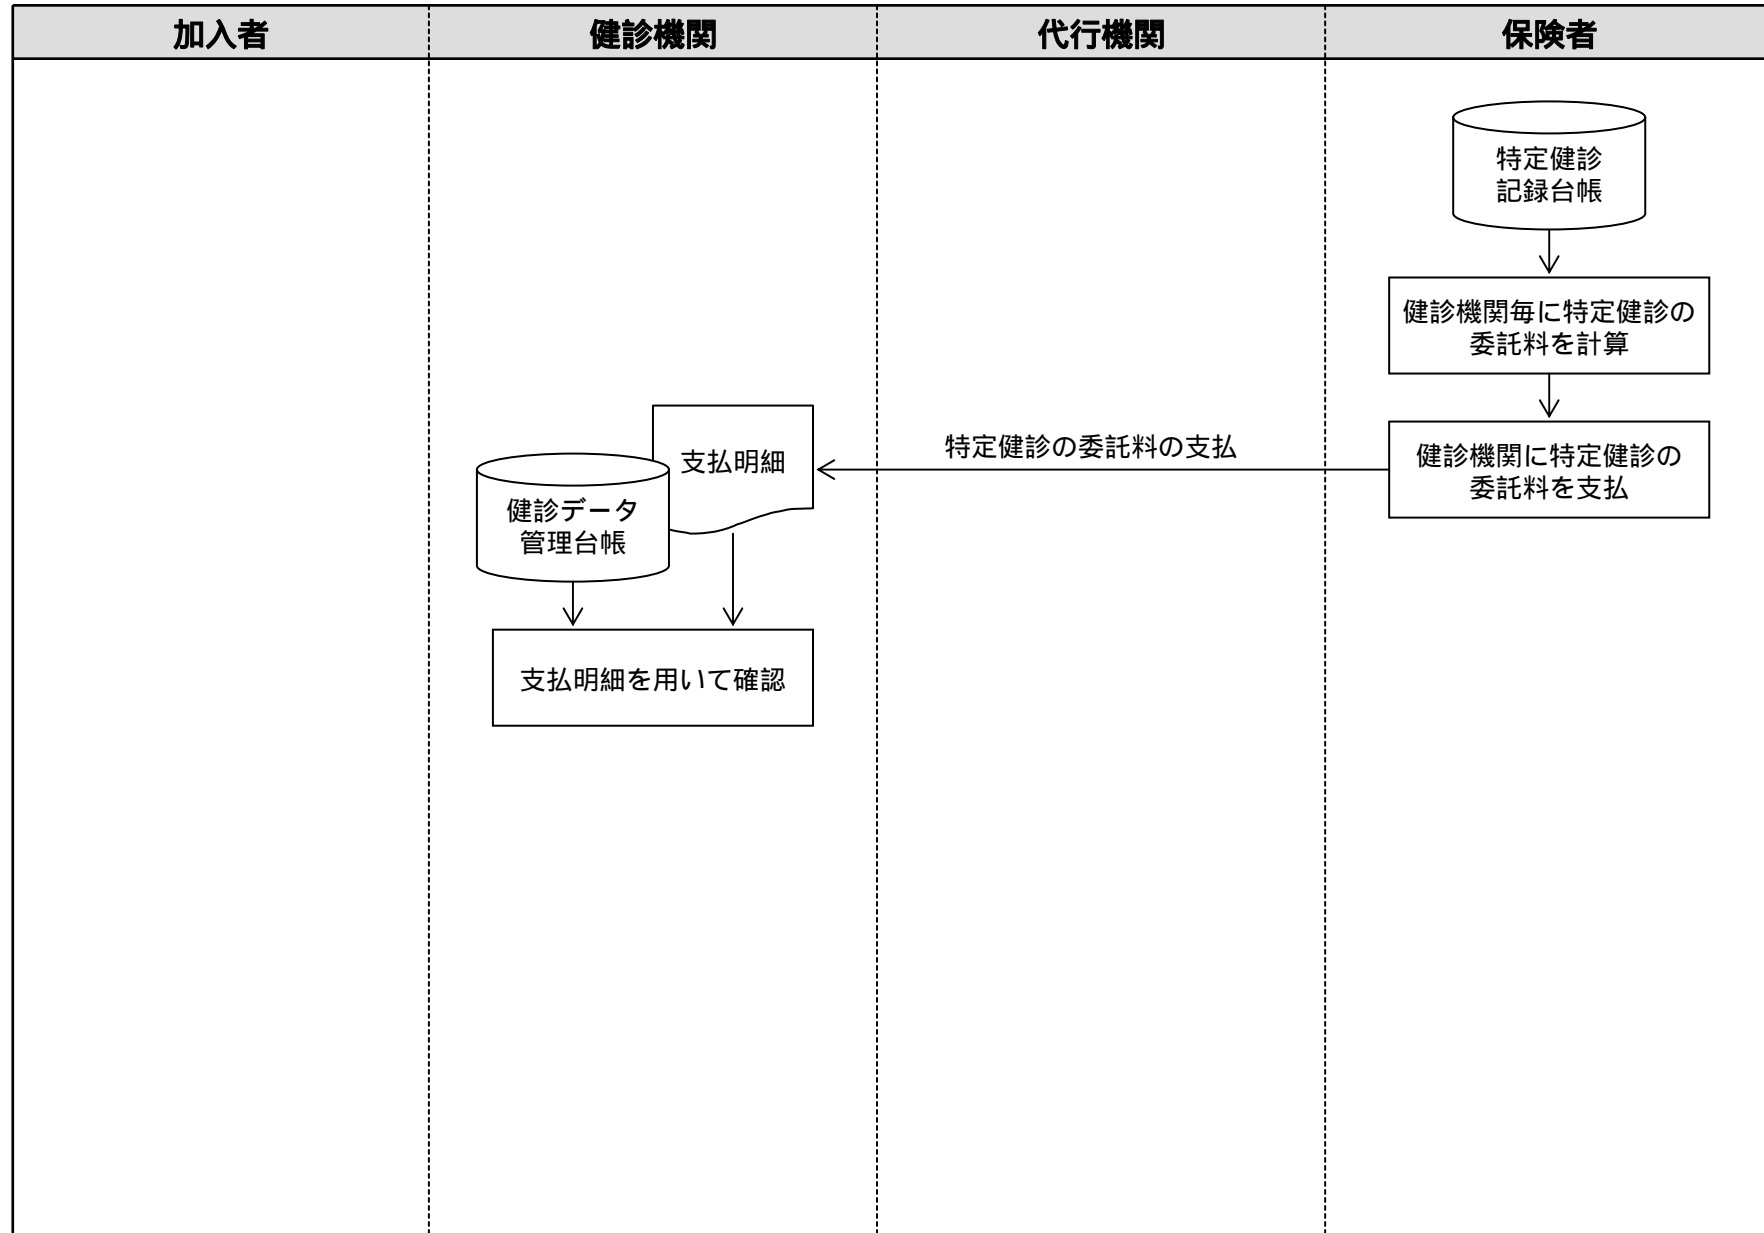 加入者
健診機関
代行機関
保険者
特定健診
記録台帳
健診機関毎に特定健診の
委託料を計算
特定健診の委託料の支払
健診機関に特定健診の
委託料を支払
支払明細
健診データ
管理台帳
支払明細を用いて確認